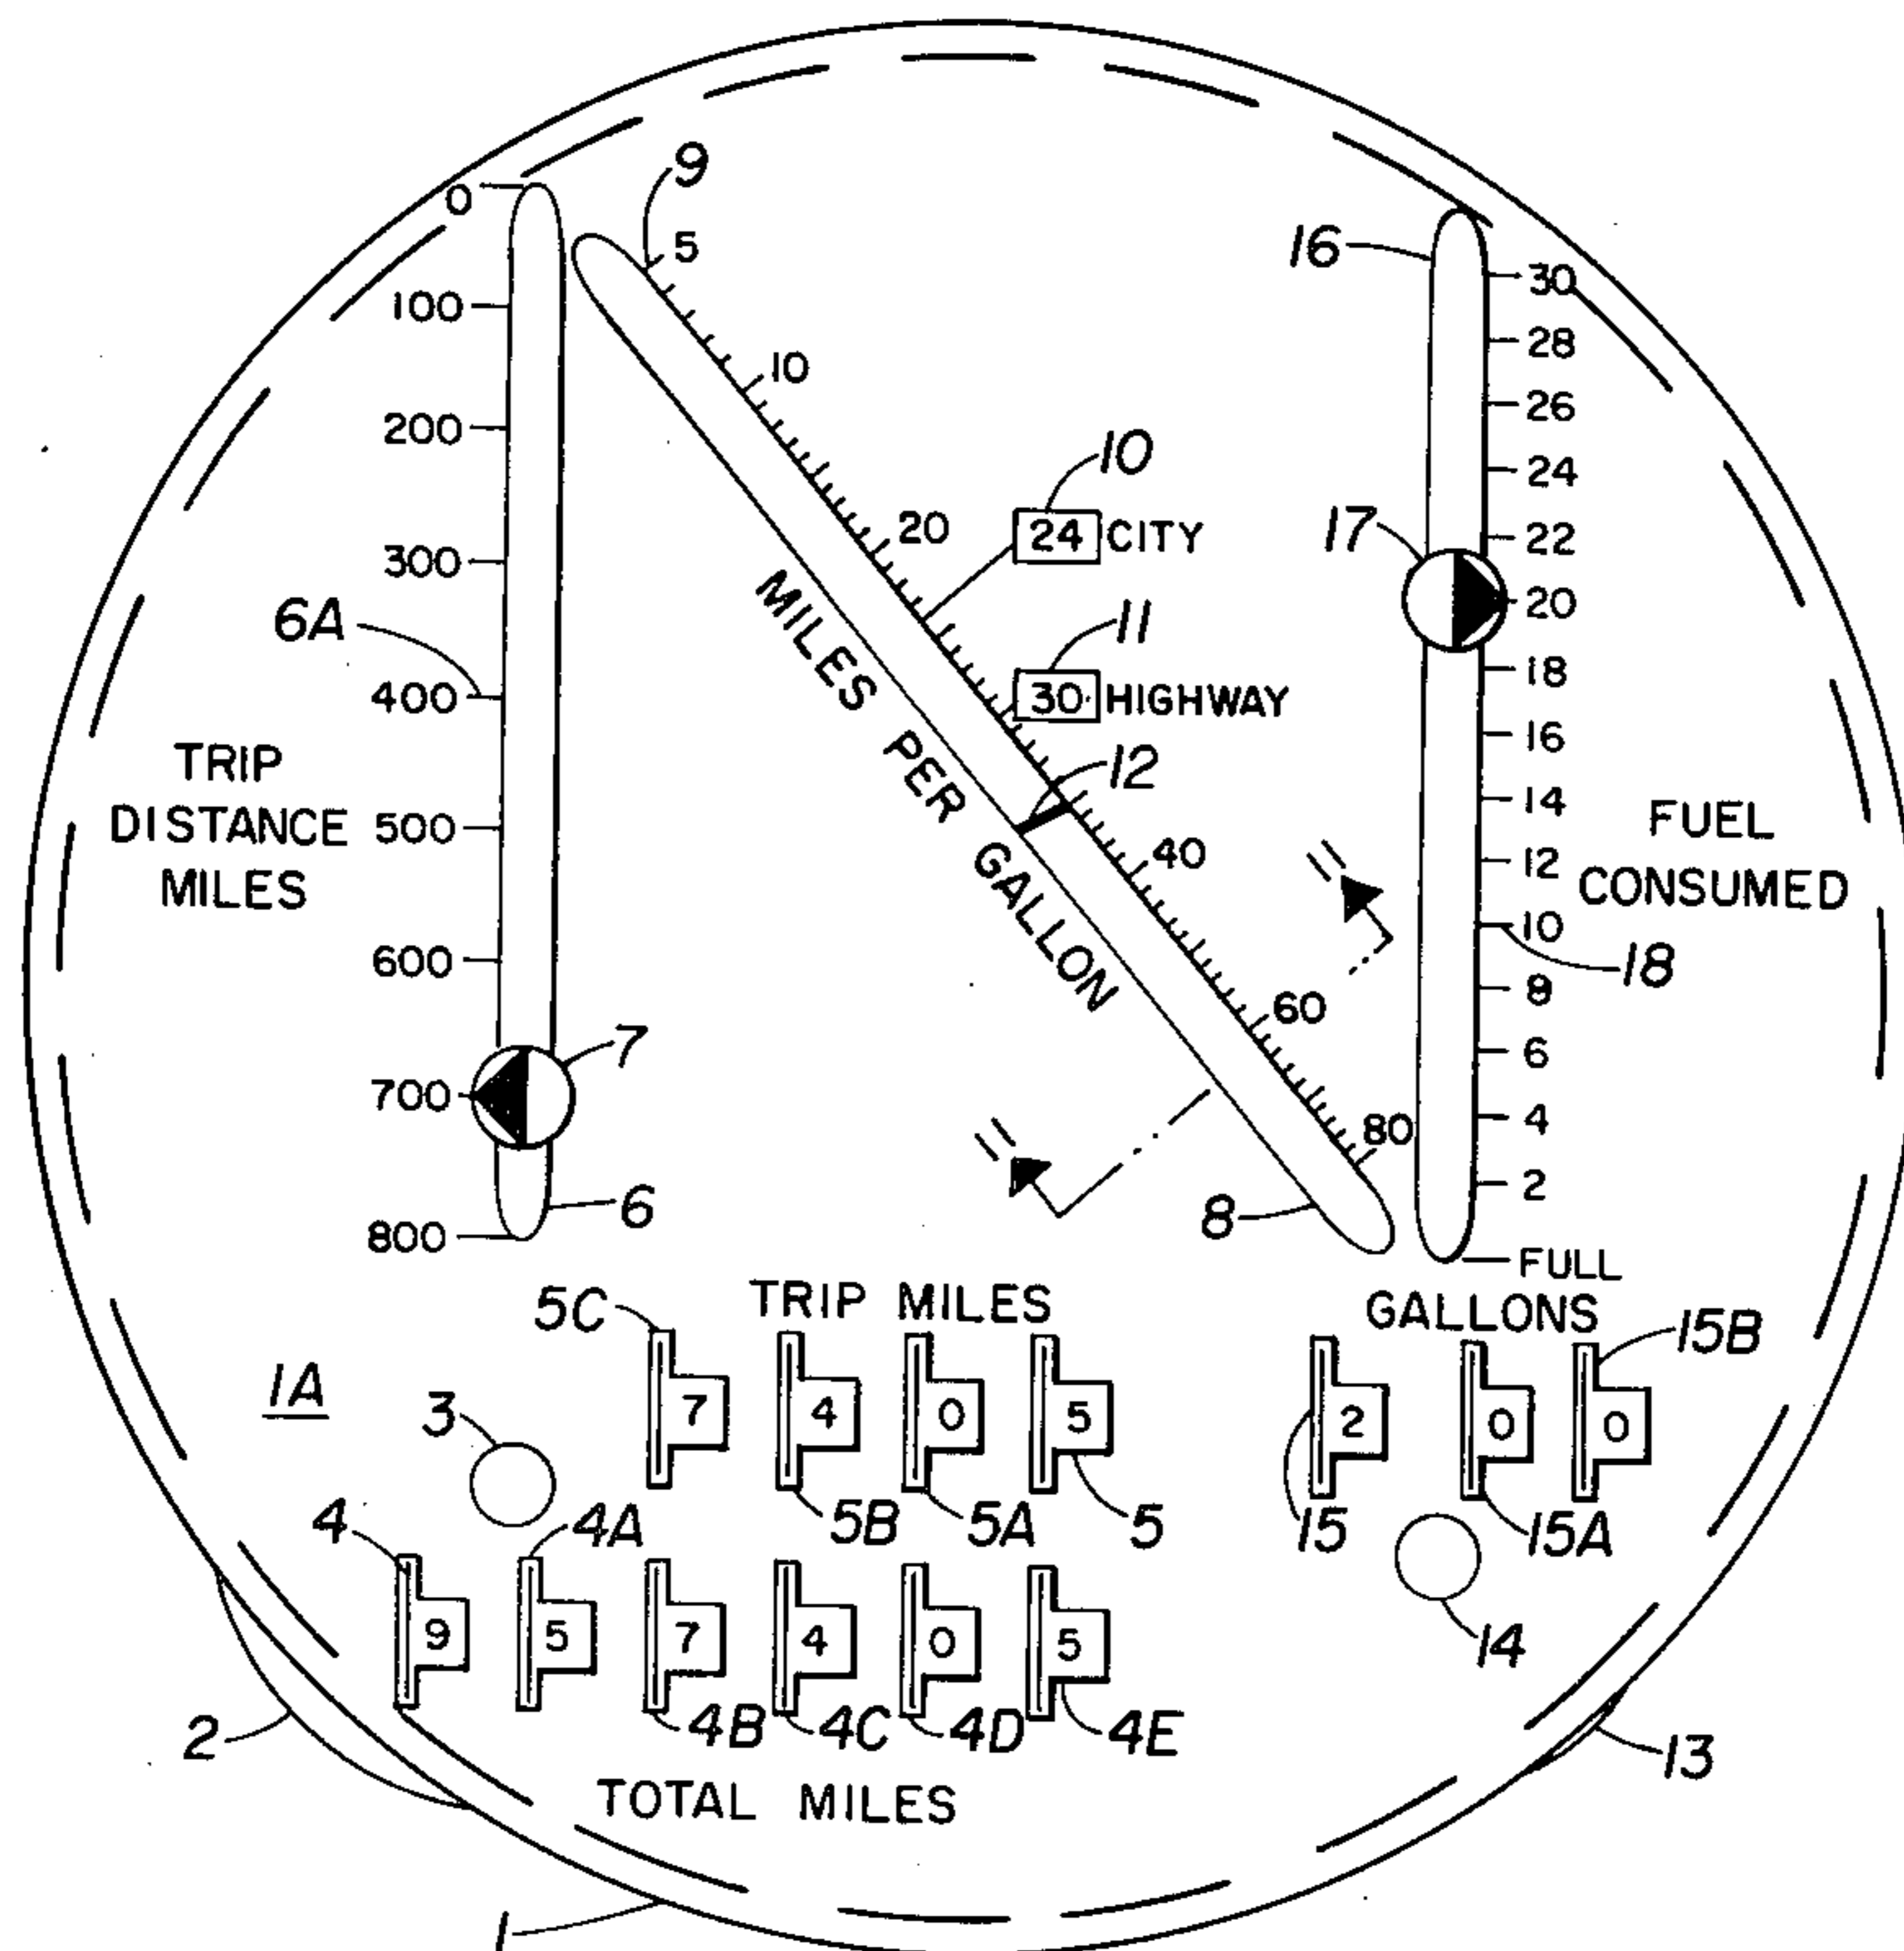 0
9
5
16
30
100
28
10
26
200
10
24
20
24 CITY
17
22
300
6A
11
20
30 HIGHWAY
18
400
12
16
TRIP
DISTANCE
MILES
500
MILES PER GALLON
40
14
FUEL
CONSUMED
12
II
10
18
600
60
8
7
6
700
80
4
II
2
6
8
800
FULL
5C
TRIP MILES
GALLONS
15B
1A
3
7 4 0 5
2 0 0
5B
5A
5
15
15A
4
4A
14
9 5 7 4 0 5
2
4B
4C
4D
4E
13
TOTAL MILES
1